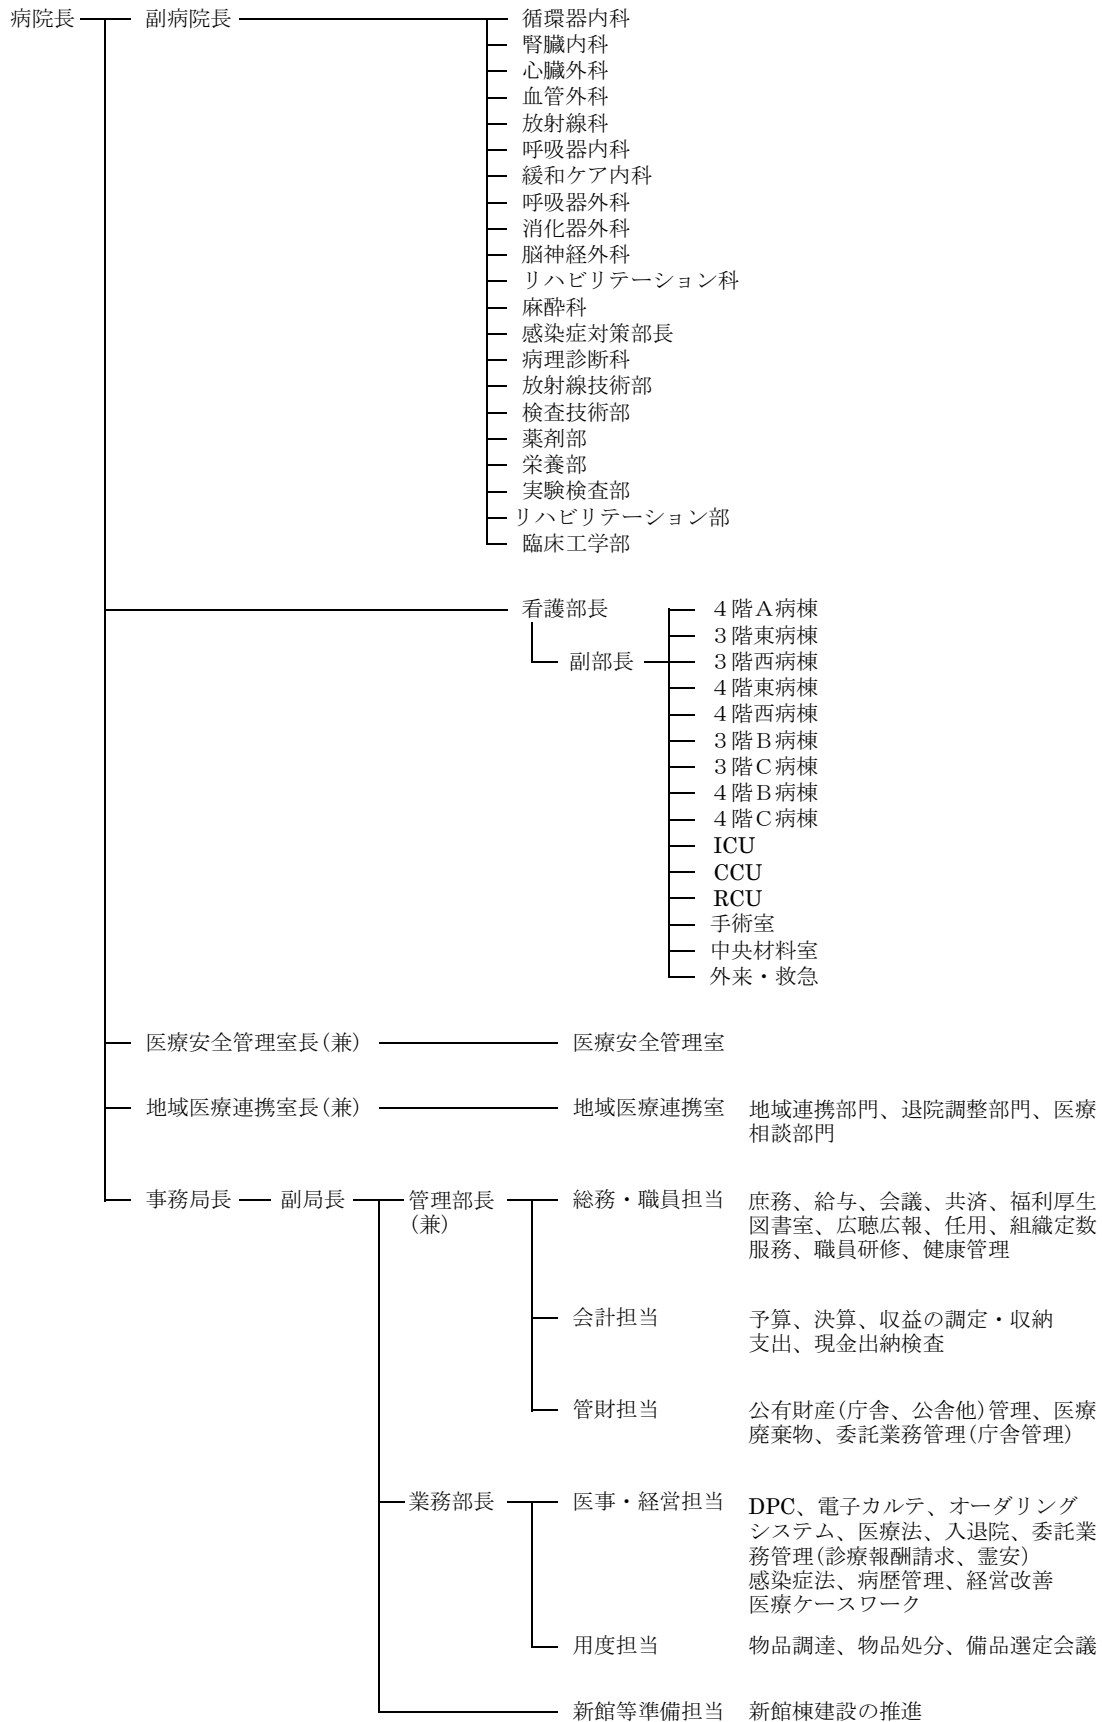 病院長 副病院長 循環器内科
腎臓内科
心臓外科
血管外科
放射線科
呼吸器内科
緩和ケア内科
呼吸器外科
消化器外科
脳神経外科
リハビリテーション科
麻酔科
感染症対策部長
病理診断科
放射線技術部
検査技術部
薬剤部
栄養部
実験検査部
リハビリテーション部
臨床工学部
看護部長 4階A病棟
3階東病棟
副部長 3階西病棟
4階東病棟
4階西病棟
3階B病棟
3階C病棟
4階B病棟
4階C病棟
ICU
CCU
RCU
手術室
中央材料室
外来・救急
医療安全管理室長(兼) 医療安全管理室
地域医療連携室長(兼) 地域医療連携室 地域連携部門、退院調整部門、医療
相談部門
事務局長 副局長 管理部長 総務・職員担当 庶務、給与、会議、共済、福利厚生
(兼) 図書室、広聴広報、任用、組織定数
服務、職員研修、健康管理
会計担当 予算、決算、収益の調定・収納
支出、現金出納検査
管財担当 公有財産(庁舎、公舎他)管理、医療
廃棄物、委託業務管理(庁舎管理)
業務部長 医事・経営担当 DPC、電子カルテ、オーダリング
システム、医療法、入退院、委託業
務管理(診療報酬請求、霊安)
感染症法、病歴管理、経営改善
医療ケースワーク
用度担当 物品調達、物品処分、備品選定会議
新館等準備担当 新館棟建設の推進